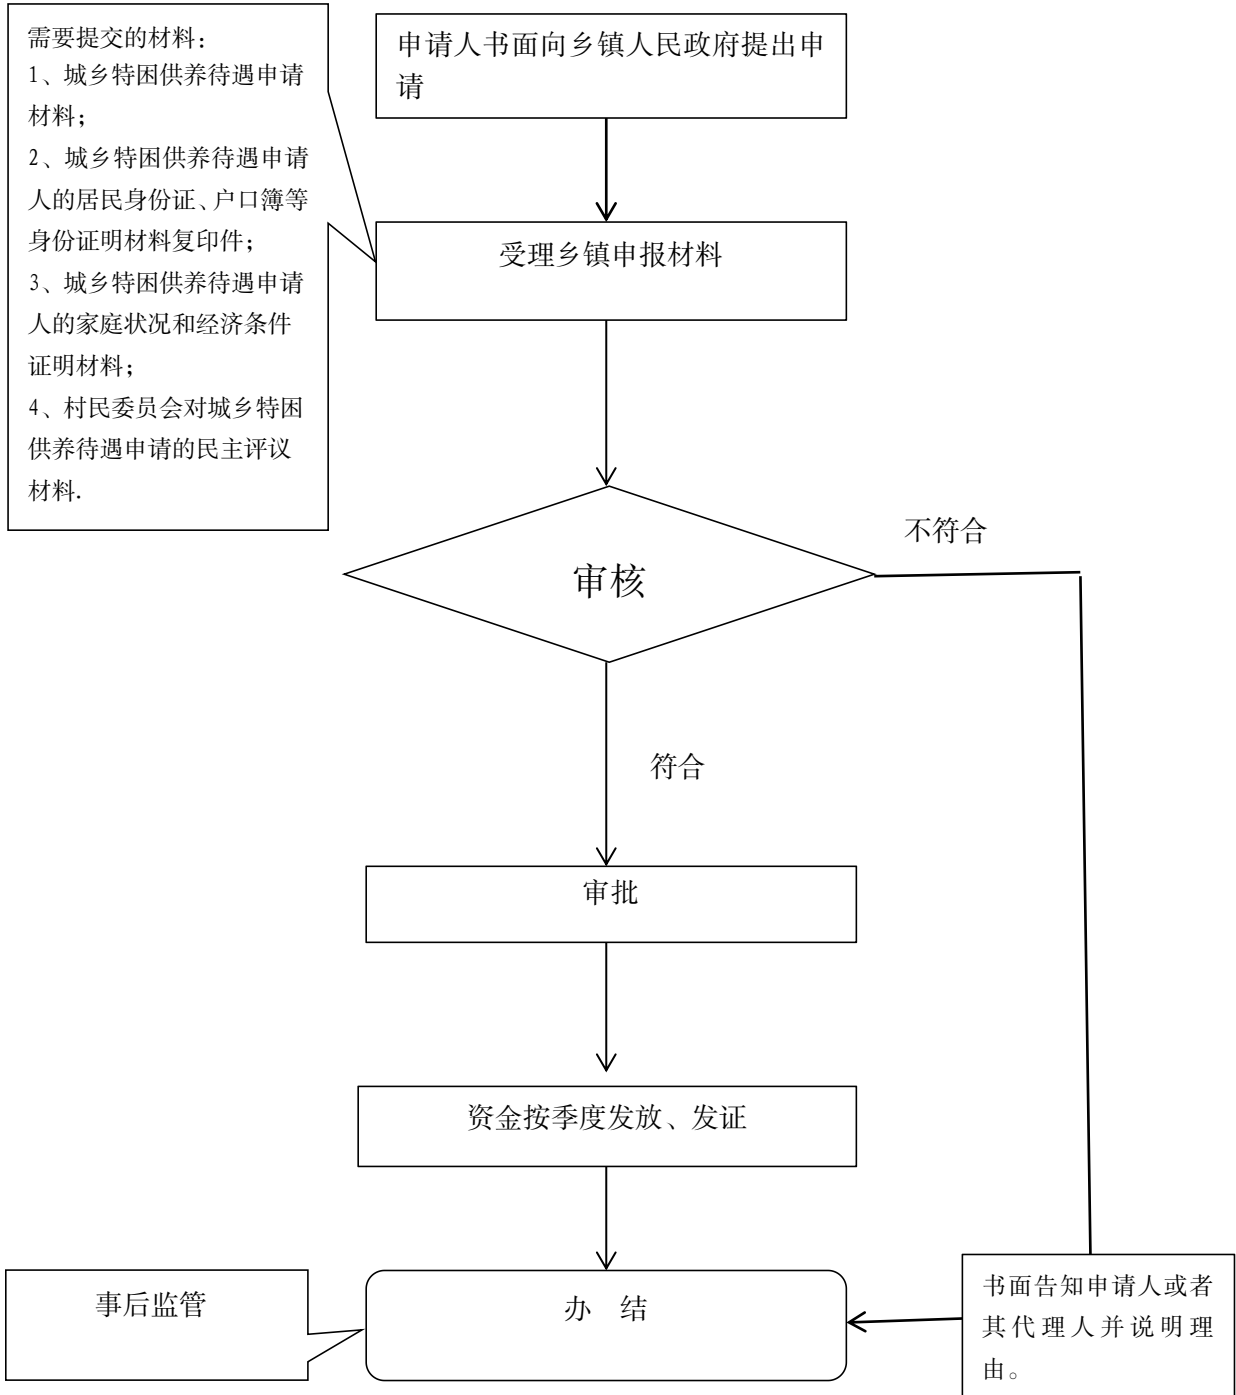 需要提交的材料：
1、城乡特困供养待遇申请
材料；
2、城乡特困供养待遇申请
人的居民身份证、户口簿等
身份证明材料复印件；
3、城乡特困供养待遇申请
人的家庭状况和经济条件
证明材料；
4、村民委员会对城乡特困
供养待遇申请的民主评议
材料.
申请人书面向乡镇人民政府提出申
请
受理乡镇申报材料
审核
不符合
符合
审批
资金按季度发放、发证
事后监管
办 结
书面告知申请人或者
其代理人并说明理
由。